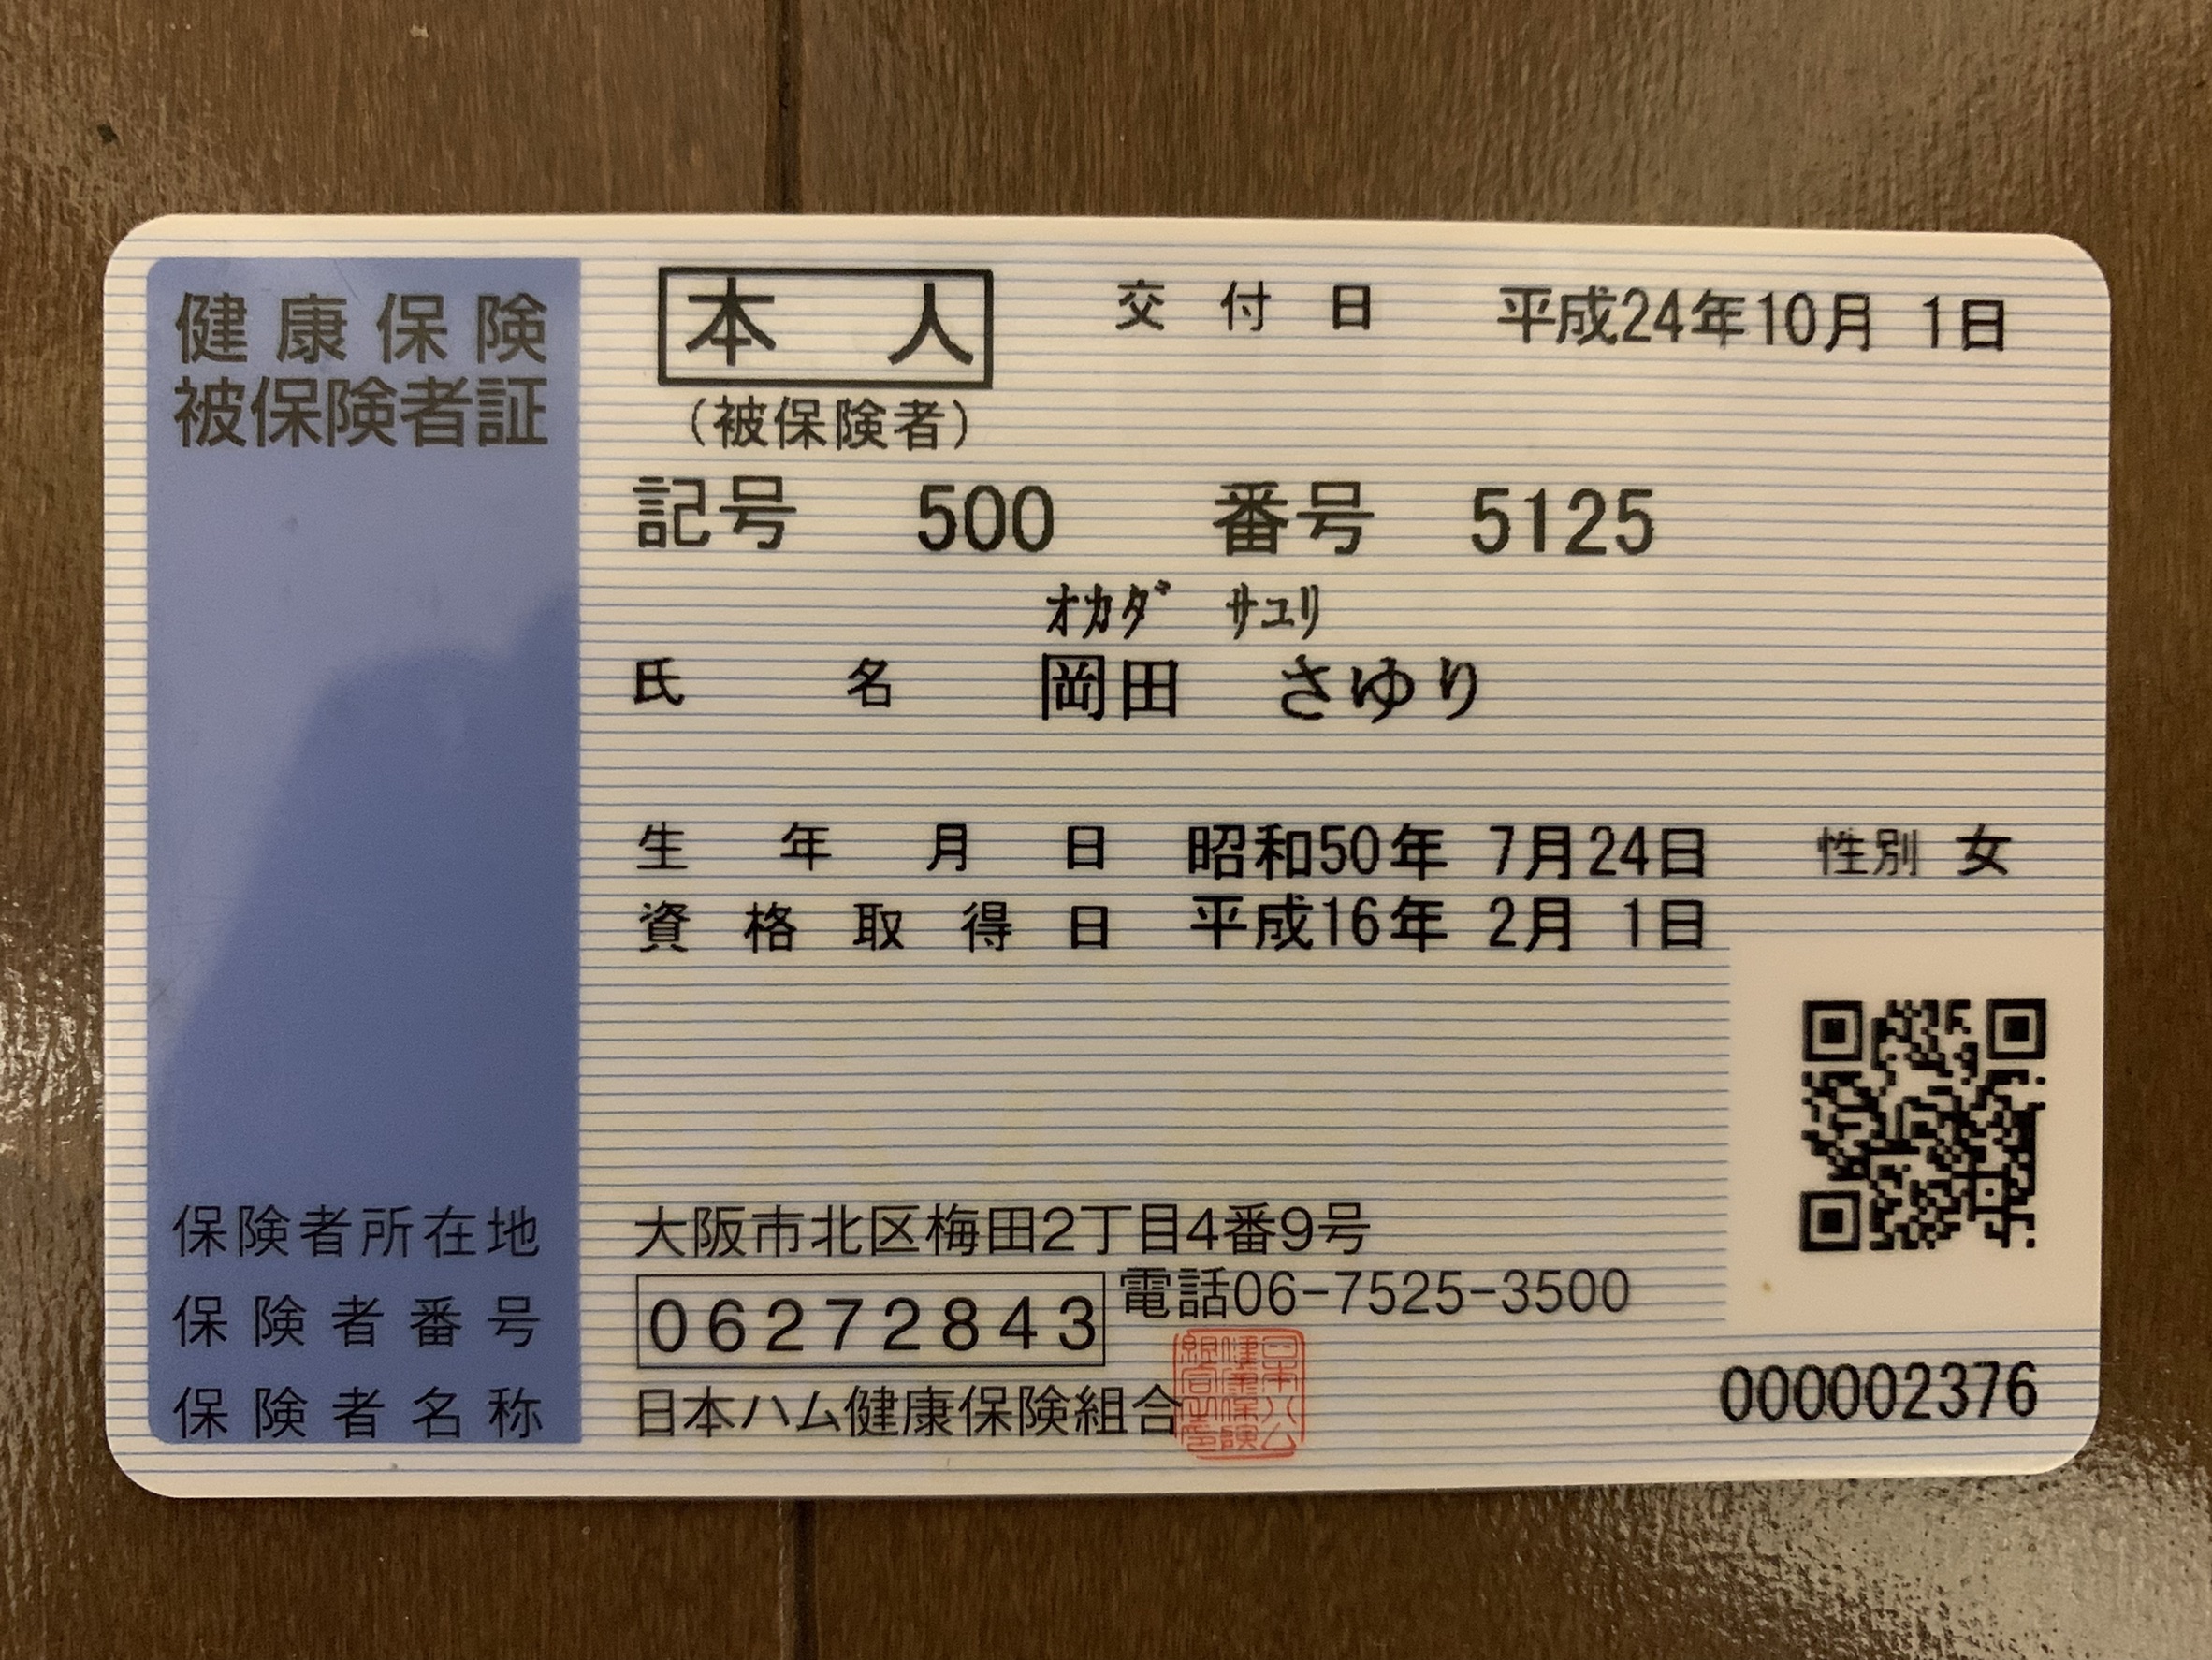 健康保険
被保険者証
本人
(被保険者)
交付日 平成24年10月 1日
記号 500 番号 5125
オカダ サユリ
氏名 岡田 さゆり
生年月日 昭和50年 7月24日 性別 女
資格取得日 平成16年 2月 1日
保険者所在地 大阪市北区梅田2丁目4番9号
電話06-7525-3500
保険者番号 06272843
保険者名称 日本ハム健康保険組合
000002376